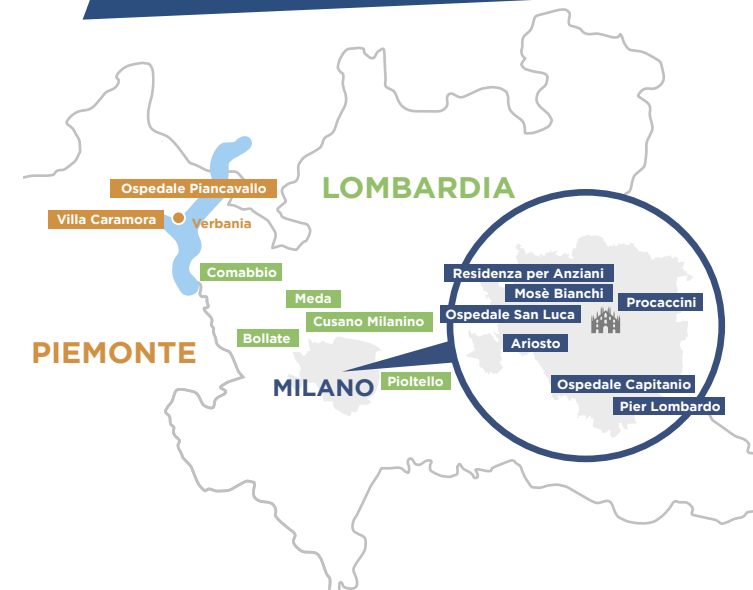 Ospedale Piancavallo
LOMBARDIA
Villa Caramora
Verbania
Comabbio
Meda
Cusano Milanino
Bollate
PIEMONTE
MILANO
Pioltello
Residenza per Anziani
Mosè Bianchi
Procaccini
Ospedale San Luca
Ariosto
Ospedale Capitanio
Pier Lombardo